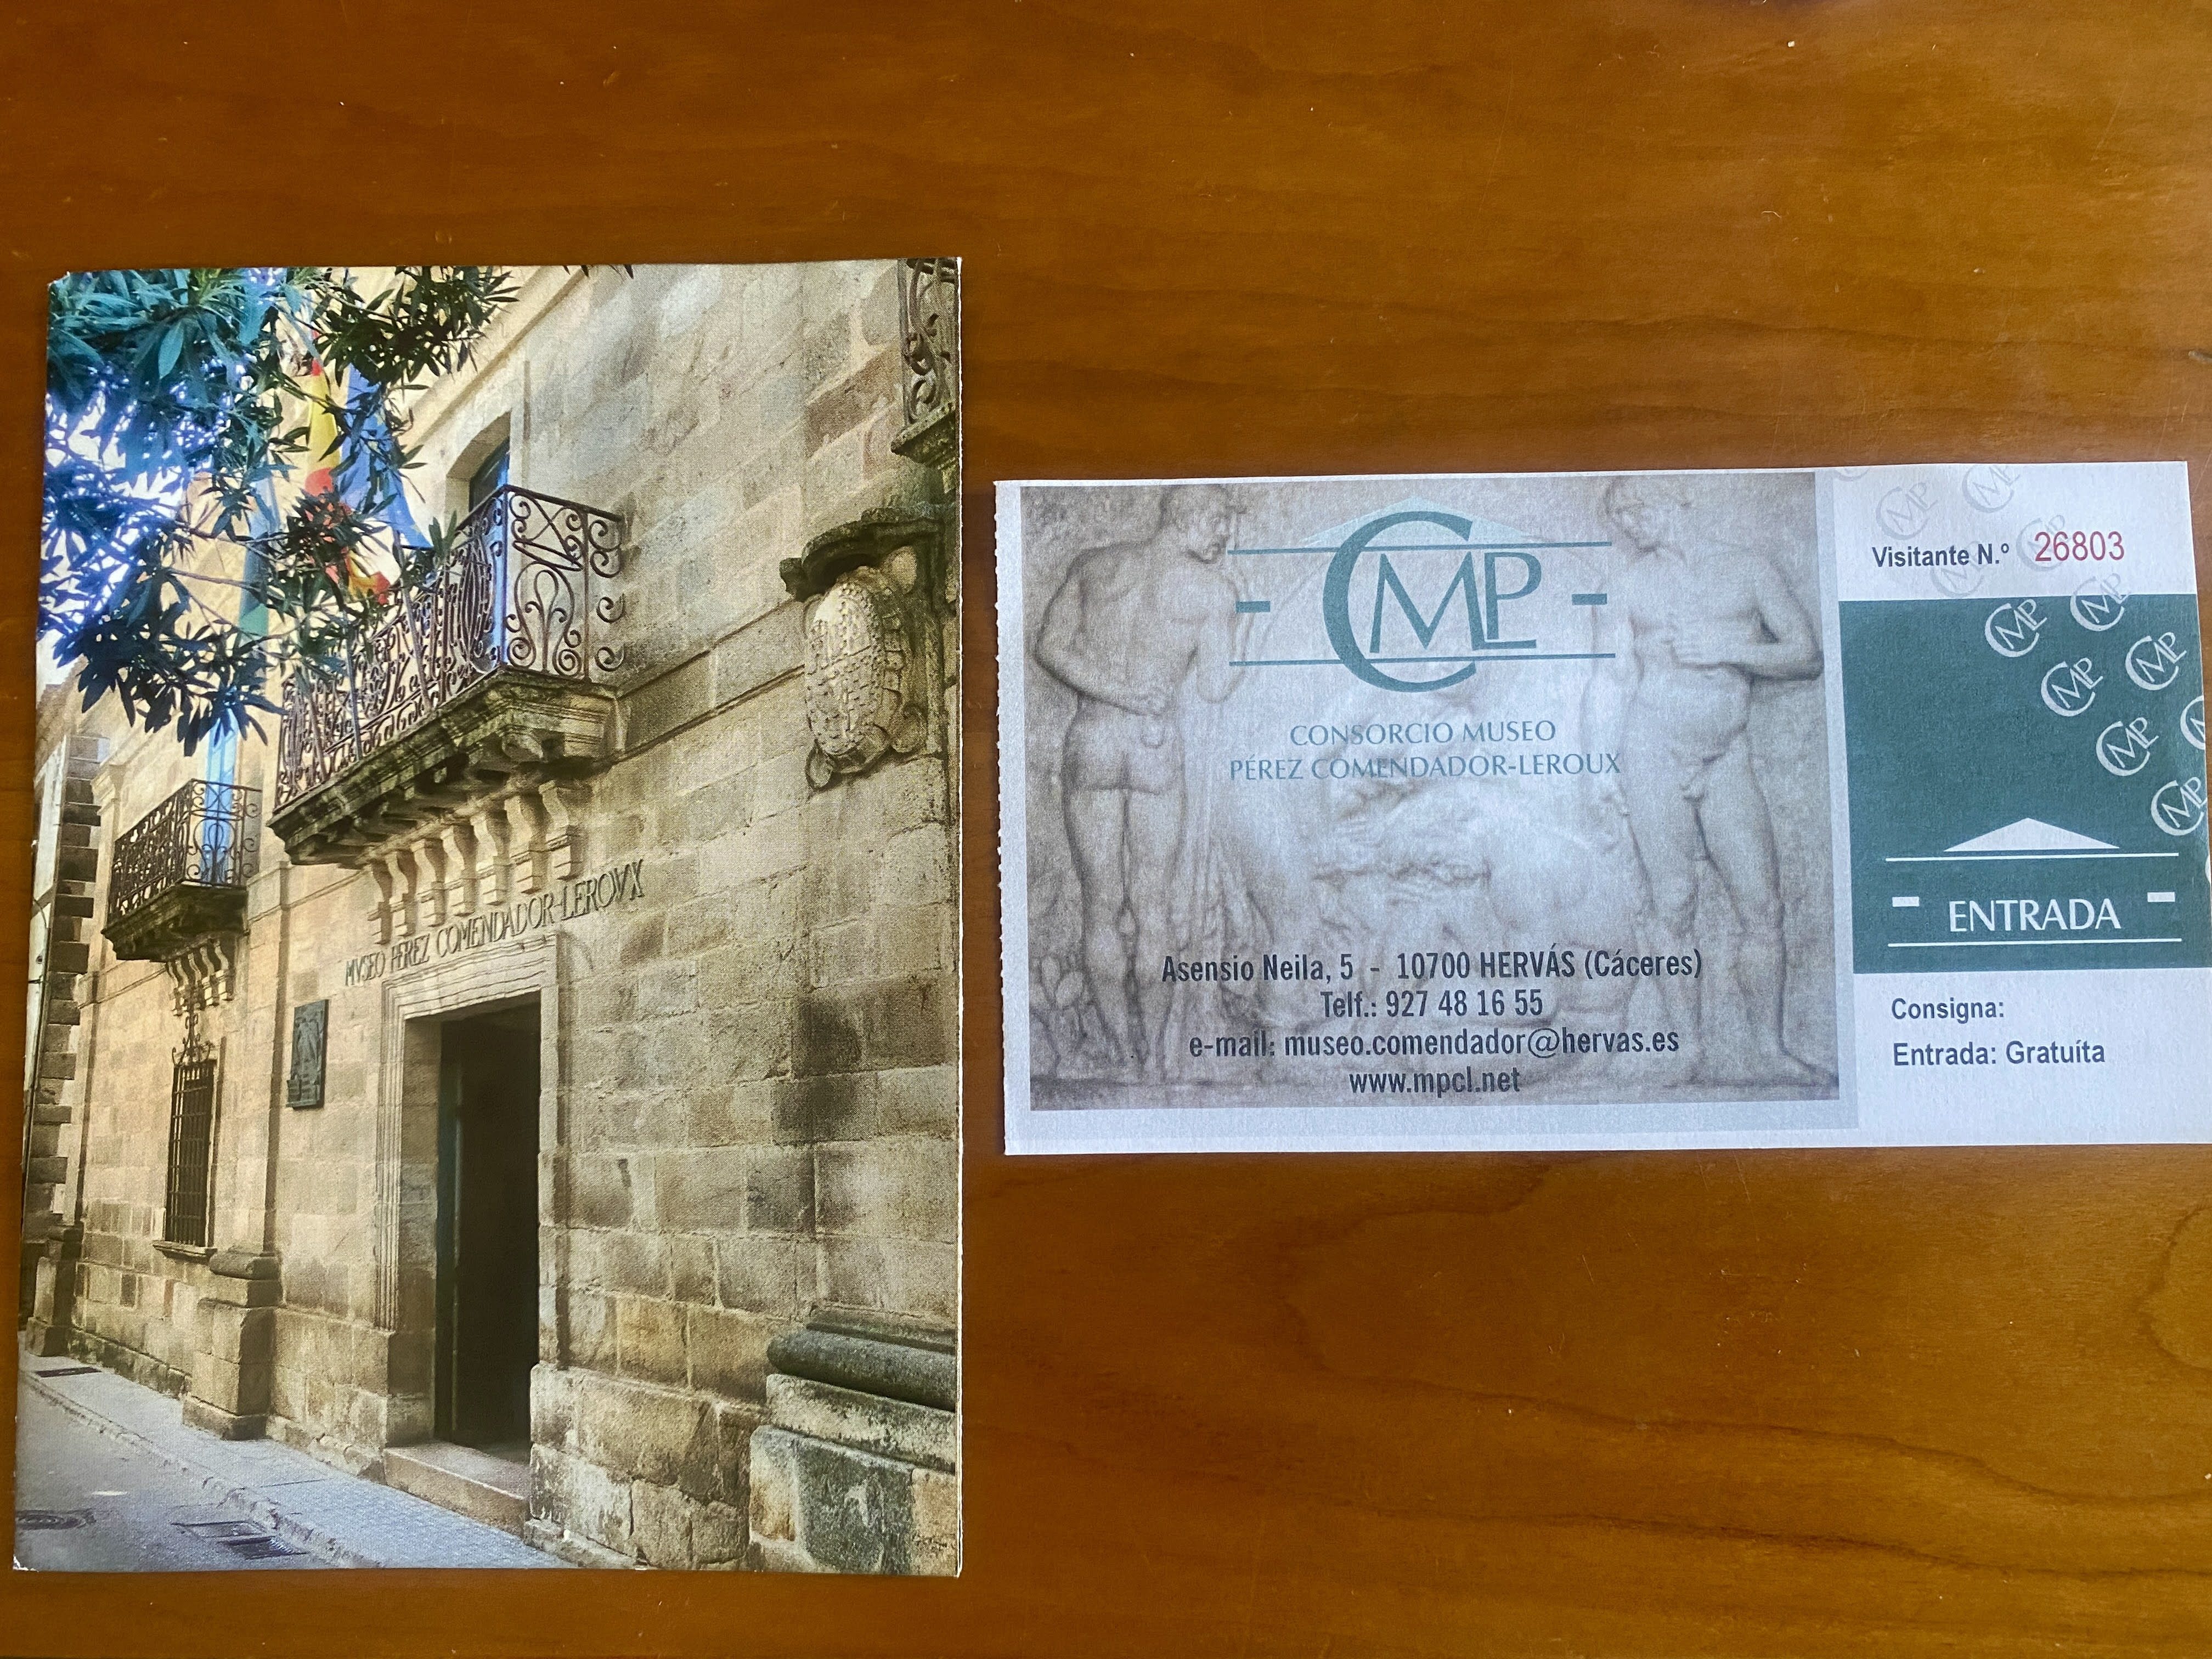 MVSEO PEREZ COMENDADOR-LEROVX
CMPL
CONSORCIO MUSEO
PÉREZ COMENDADOR-LEROUX
Asensio Neila, 5 - 10700 HERVÁS (Cáceres)
Telf.: 927 48 16 55
e-mail: museo.comendador@hervas.es
www.mpcl.net
Visitante N.º 26803
ENTRADA
Consigna:
Entrada: Gratuíta